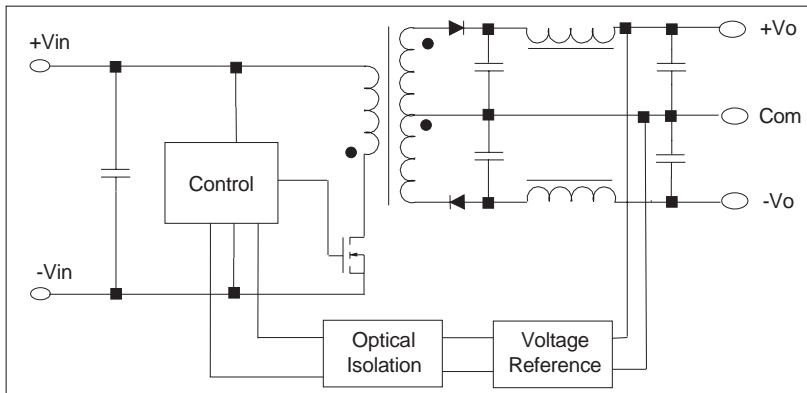 +Vin
+Vo
Com
Control
-Vo
-Vin
Optical
Isolation
Voltage
Reference